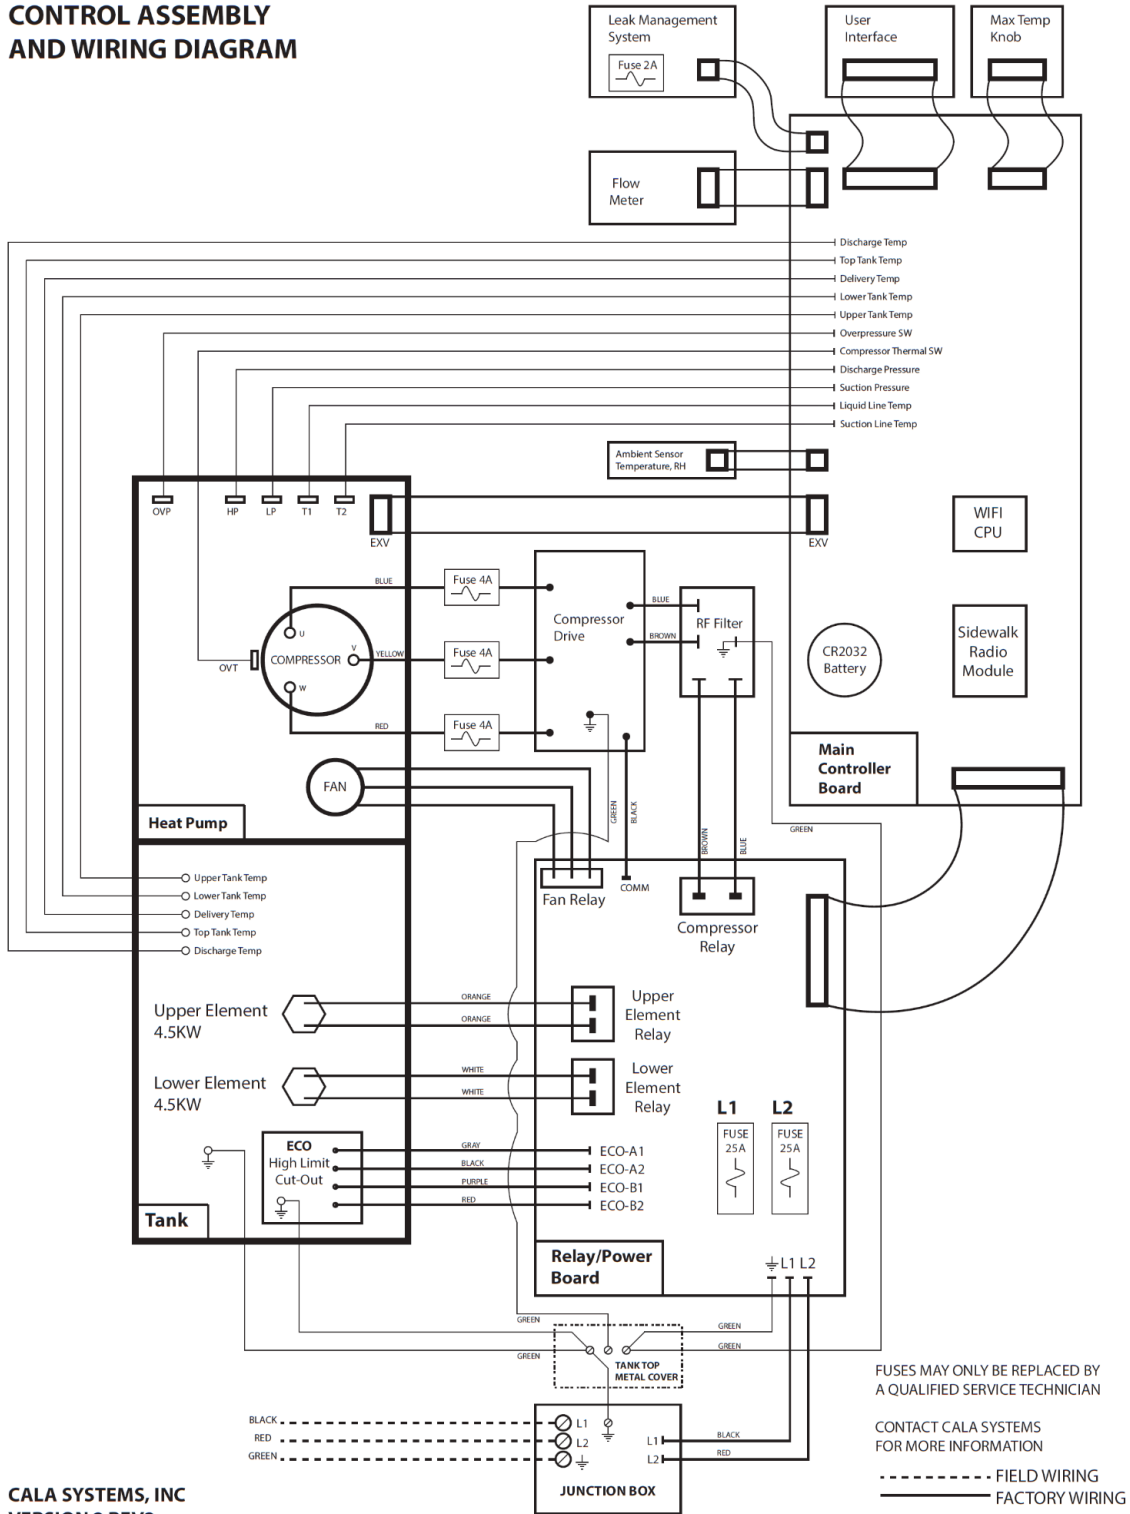 CONTROL ASSEMBLY
AND WIRING DIAGRAM
Leak Management
System
Fuse 2A
User
Interface
Max Temp
Knob
Flow
Meter
Discharge Temp
Top Tank Temp
Delivery Temp
Lower Tank Temp
Upper Tank Temp
Overpressure SW
Compressor Thermal SW
Discharge Pressure
Suction Pressure
Liquid Line Temp
Suction Line Temp
Ambient Sensor
Temperature, RH
OVP
HP
LP
T1
T2
EXV
EXV
WIFI
CPU
BLUE
Fuse 4A
Compressor
Drive
BLUE
BROWN
RF Filter
U
V
W
COMPRESSOR
OVT
YELLOW
Fuse 4A
RED
Fuse 4A
CR2032
Battery
Sidewalk
Radio
Module
Main
Controller
Board
FAN
Heat Pump
GREEN
BLACK
BROWN
BLUE
GREEN
Upper Tank Temp
Lower Tank Temp
Delivery Temp
Top Tank Temp
Discharge Temp
Fan Relay
COMM
Compressor
Relay
Upper Element
4.5KW
ORANGE
ORANGE
Upper
Element
Relay
Lower Element
4.5KW
WHITE
WHITE
Lower
Element
Relay
L1
L2
FUSE
25A
FUSE
25A
ECO
High Limit
Cut-Out
GRAY
BLACK
PURPLE
RED
ECO-A1
ECO-A2
ECO-B1
ECO-B2
Tank
Relay/Power
Board
L1 L2
GREEN
GREEN
GREEN
GREEN
TANK TOP
METAL COVER
BLACK
RED
GREEN
L1
L2
L1
L2
BLACK
RED
JUNCTION BOX
FUSES MAY ONLY BE REPLACED BY
A QUALIFIED SERVICE TECHNICIAN
CONTACT CALA SYSTEMS
FOR MORE INFORMATION
FIELD WIRING
FACTORY WIRING
CALA SYSTEMS, INC